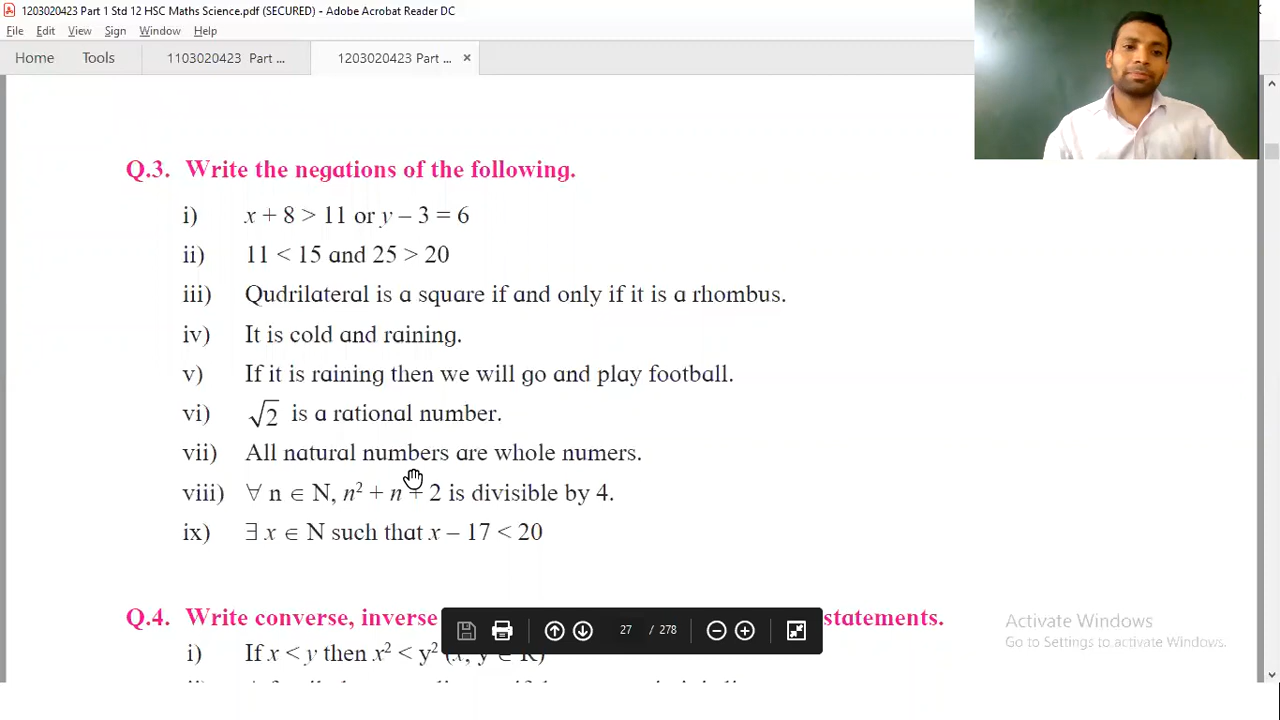 1203020423 Part 1 Std 12 HSC Maths Science.pdf (SECURED) - Adobe Acrobat Reader DC
File Edit View Sign Window Help
Home Tools 1103020423 Part ... 1203020423 Part ... ×
Q.3. Write the negations of the following.
i) x + 8 > 11 or y – 3 = 6
ii) 11 < 15 and 25 > 20
iii) Qudrilateral is a square if and only if it is a rhombus.
iv) It is cold and raining.
v) If it is raining then we will go and play football.
vi) √2 is a rational number.
vii) All natural numbers are whole numers.
viii) ∀ n ∈ N, n² + n + 2 is divisible by 4.
ix) ∃ x ∈ N such that x – 17 < 20
Q.4. Write converse, inverse statements.
27 / 278
i) If x < y then x² < y² (x, y ∈ R)
Activate Windows
Go to Settings to activate Windows.